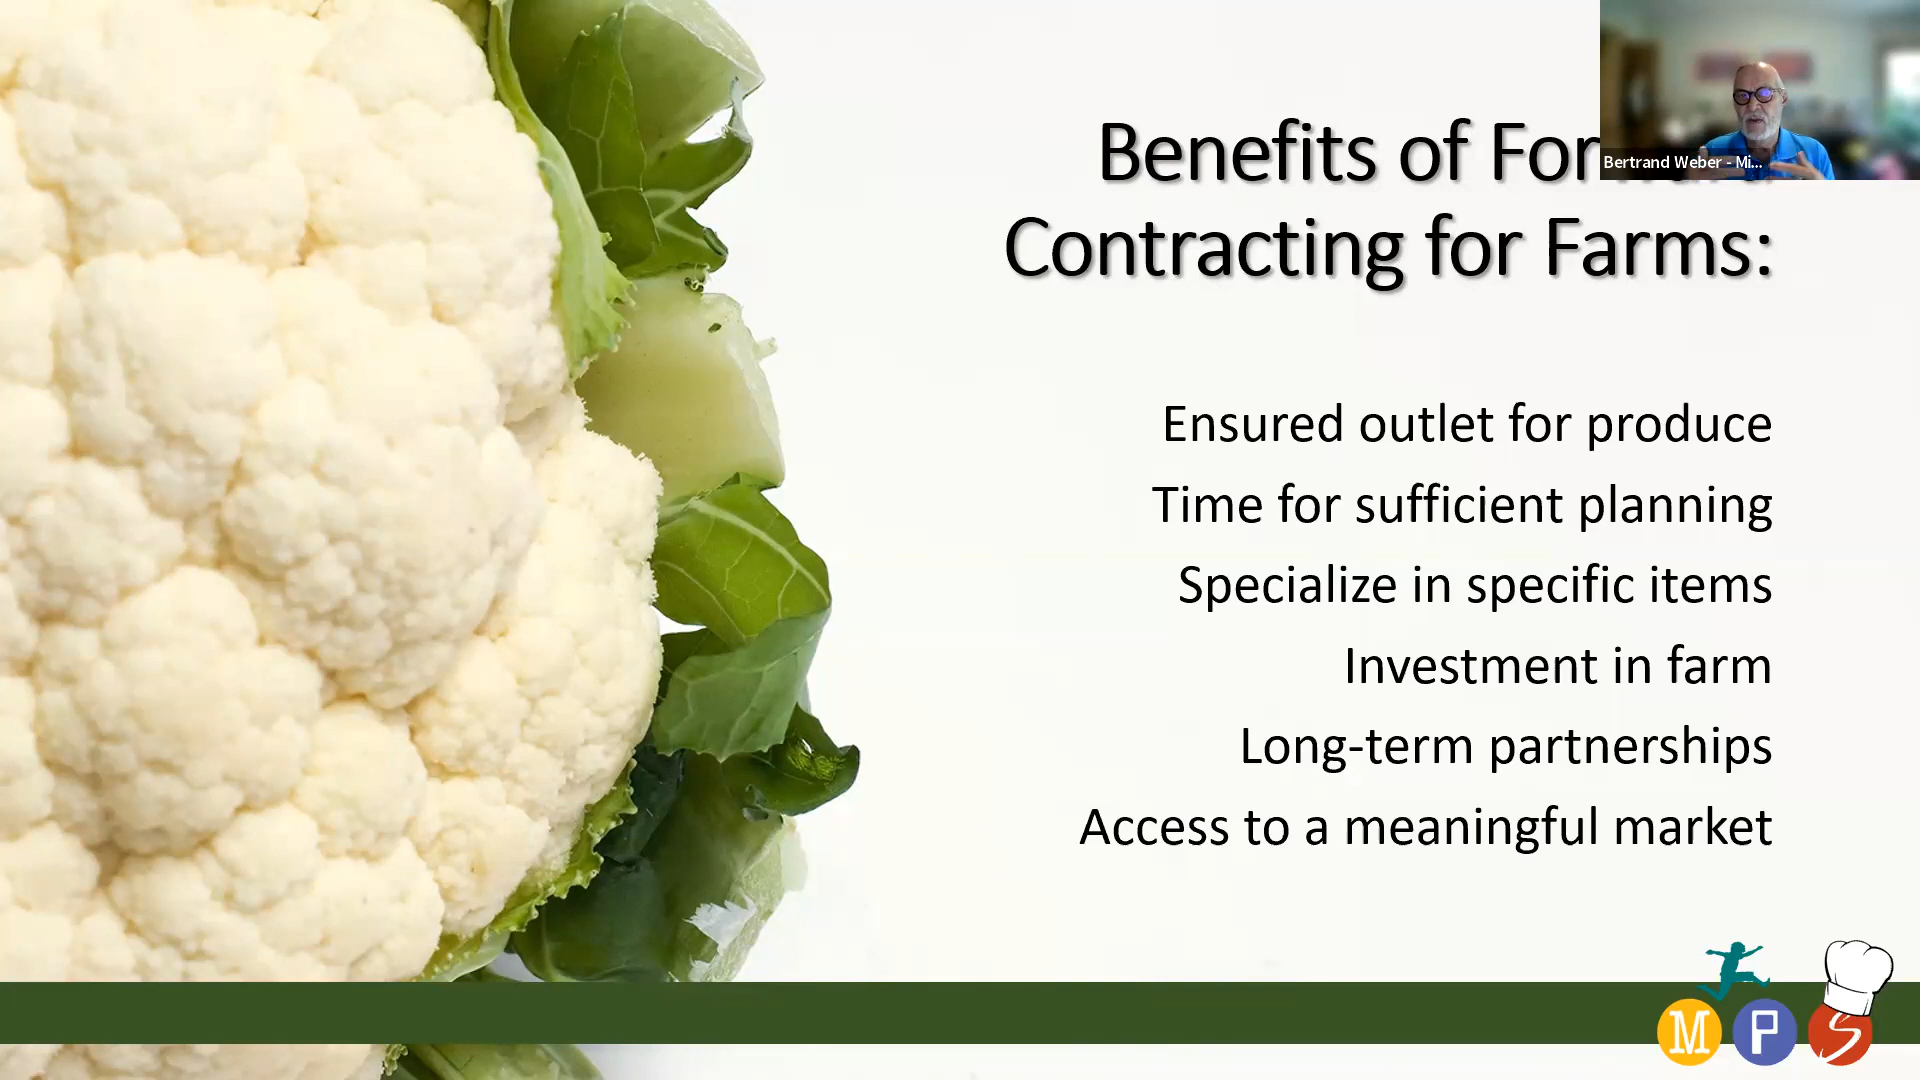 Benefits of For
Contracting for Farms:
Bertrand Weber - Mi...
Ensured outlet for produce
Time for sufficient planning
Specialize in specific items
Investment in farm
Long-term partnerships
Access to a meaningful market
M P S